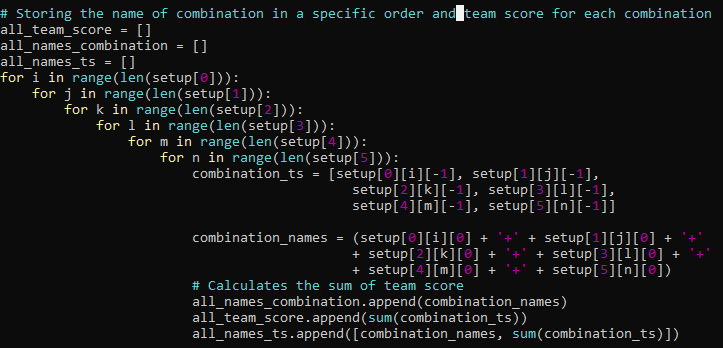 # Storing the name of combination in a specific order and team score for each combination
all_team_score = []
all_names_combination = []
all_names_ts = []
for i in range(len(setup[0])):
    for j in range(len(setup[1])):
        for k in range(len(setup[2])):
            for l in range(len(setup[3])):
                for m in range(len(setup[4])):
                    for n in range(len(setup[5])):
                        combination_ts = [setup[0][i][-1], setup[1][j][-1],
                                            setup[2][k][-1], setup[3][l][-1],
                                            setup[4][m][-1], setup[5][n][-1]]

                        combination_names = (setup[0][i][0] + '+' + setup[1][j][0] + '+'
                                            + setup[2][k][0] + '+' + setup[3][l][0] + '+'
                                            + setup[4][m][0] + '+' + setup[5][n][0])
                        # Calculates the sum of team score
                        all_names_combination.append(combination_names)
                        all_team_score.append(sum(combination_ts))
                        all_names_ts.append([combination_names, sum(combination_ts)])